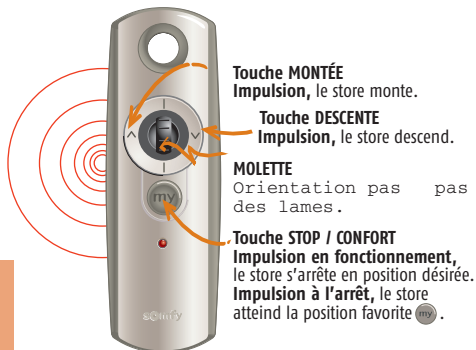 Touche MONTÉE
Impulsion, le store monte.
Touche DESCENTE
Impulsion, le store descend.
MOLETTE
Orientation pas pas
des lames.
Touche STOP / CONFORT
Impulsion en fonctionnement,
le store s'arrête en position désirée.
Impulsion à l'arrêt, le store
atteind la position favorite my .
my
somfy